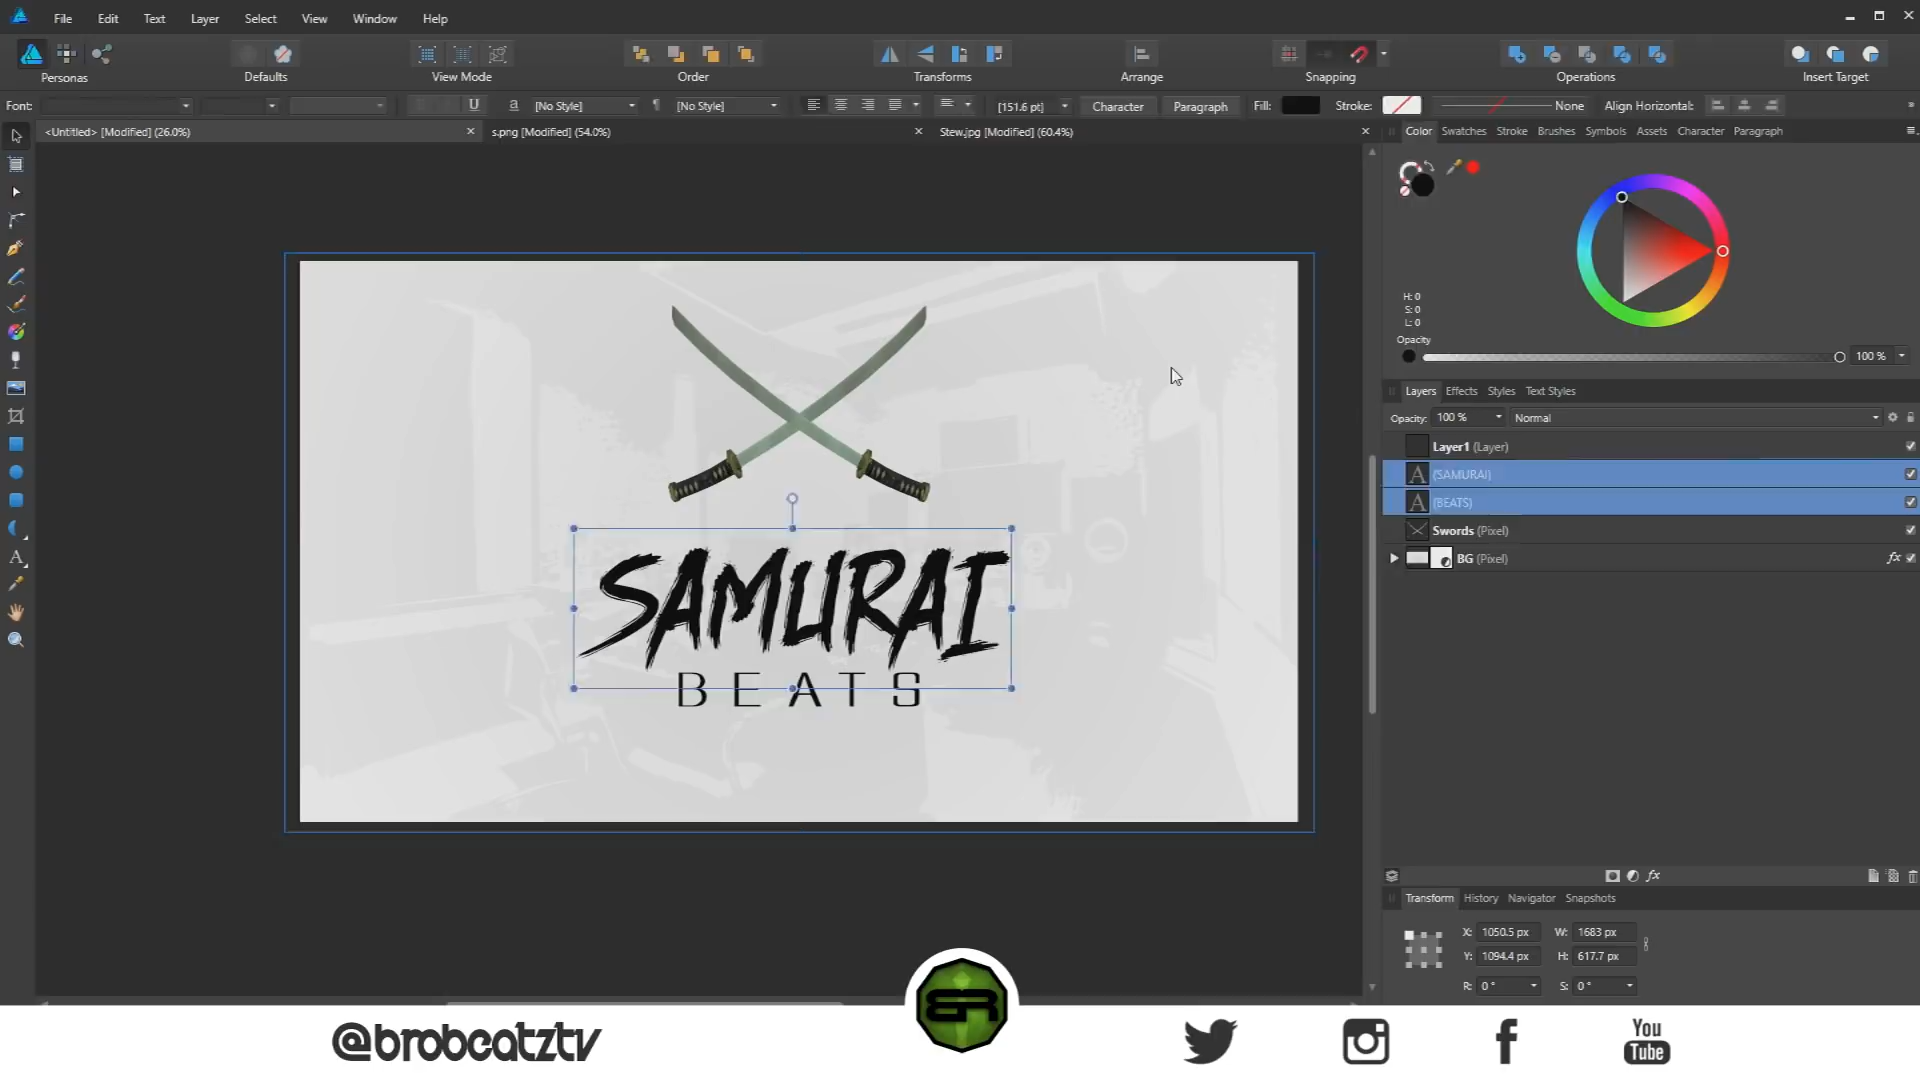 File Edit Text Layer Select View Window Help
Personas Defaults View Mode Order Transforms Arrange Snapping Operations Insert Target
Font: U a [No Style] ¶ [No Style] [151.6 pt] Character Paragraph Fill: Stroke: None Align Horizontal: »
<Untitled> [Modified] (26.0%) s.png [Modified] (54.0%) Stew.jpg [Modified] (60.4%)
Color Swatches Stroke Brushes Symbols Assets Character Paragraph
H: 0
S: 0
L: 0
Opacity
100 %
Layers Effects Styles Text Styles
Opacity: 100 % Normal
Layer1 (Layer)
A (SAMURAI)
A (BEATS)
Swords (Pixel)
BG (Pixel) fx
SAMURAI
BEATS
fx
Transform History Navigator Snapshots
X: 1050.5 px W: 1683 px
Y: 1094.4 px H: 617.7 px
R: 0 ° S: 0 °
@brobeatztv
BR
You
Tube